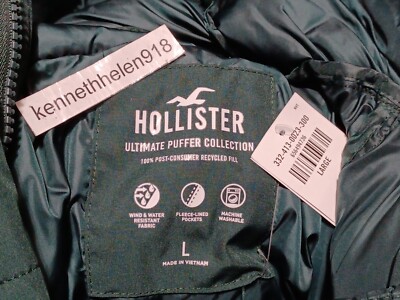 kennethhelen918
HOLLISTER
ULTIMATE PUFFER COLLECTION
100% POST-CONSUMER RECYCLED FILL
WIND & WATER
RESISTANT
FABRIC
FLEECE-LINED
POCKETS
MACHINE
WASHABLE
L
MADE IN VIETNAM
332-413-0023-300
LARGE